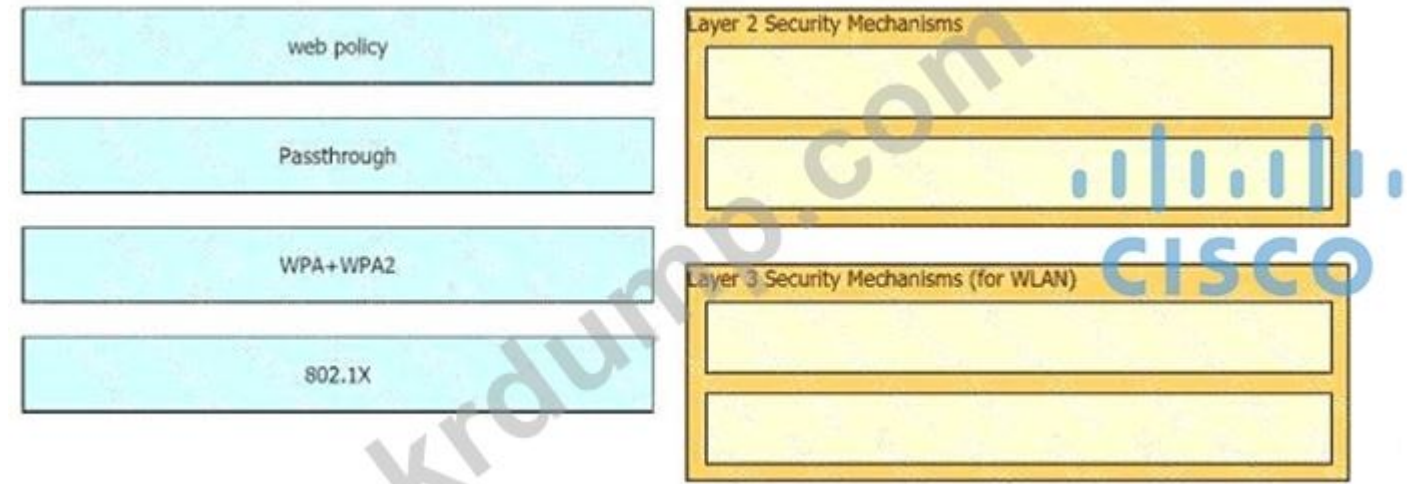 web policy
Passthrough
WPA+WPA2
802.1X
Layer 2 Security Mechanisms
Layer 3 Security Mechanisms (for WLAN)
CISCO
krdump.com